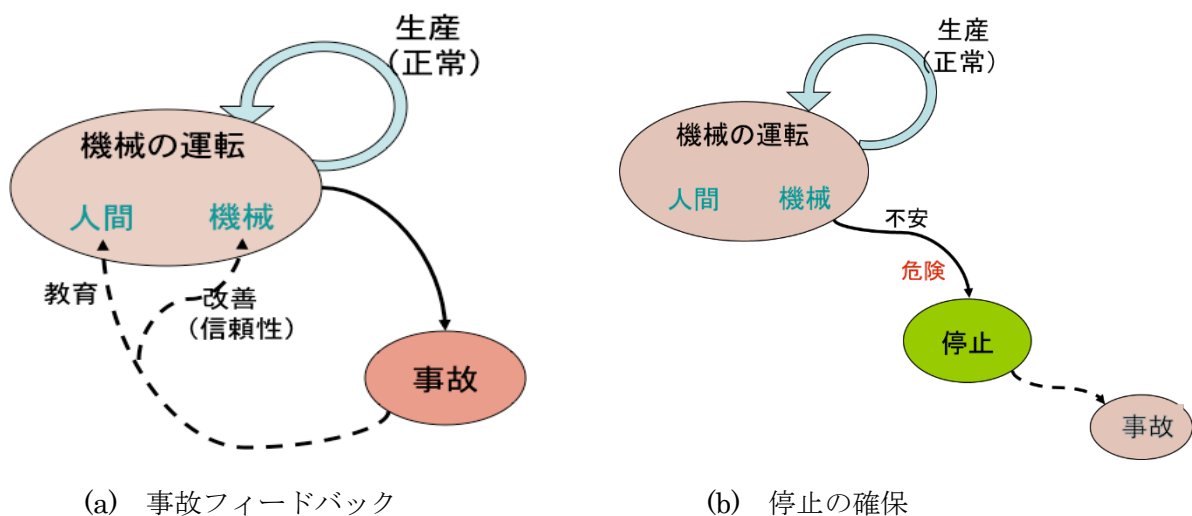 生産
(正常)
機械の運転
人間 機械
教育
改善
(信頼性)
事故
(a) 事故フィードバック
生産
(正常)
機械の運転
人間 機械
不安
危険
停止
事故
(b) 停止の確保